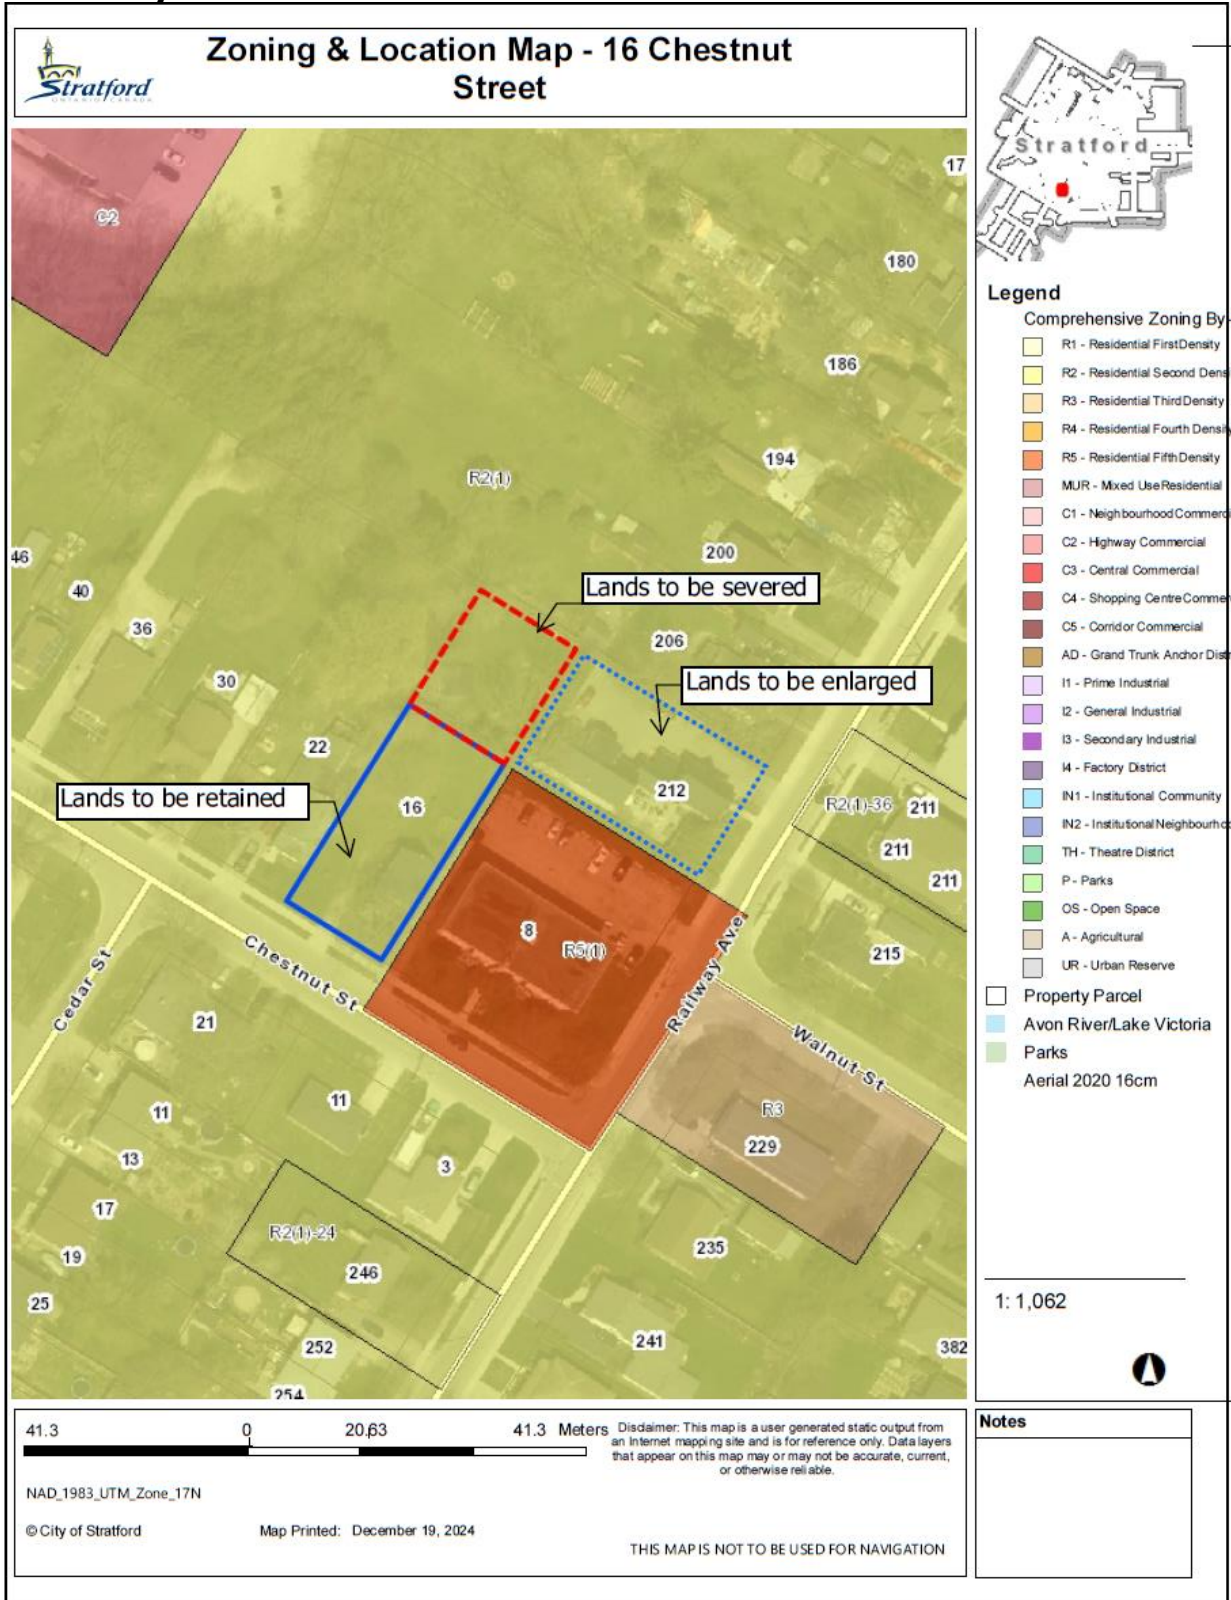 Zoning & Location Map - 16 Chestnut
Street
Stratford
ONTARIO CANADA
Stratford
C2
17
180
186
194
R2(1)
200
46
40
36
30
22
206
Lands to be severed
Lands to be enlarged
Lands to be retained
16
212
R2(1)-36
211
211
211
8
R5(1)
215
Chestnut St
Cedar St
Railway Ave
Walnut St
21
11
11
13
17
19
25
3
R3
229
R2(1)-24
246
235
241
252
254
382
Legend
Comprehensive Zoning By-
R1 - Residential First Density
R2 - Residential Second Dens
R3 - Residential Third Density
R4 - Residential Fourth Densit
R5 - Residential Fifth Density
MUR - Mixed Use Residential
C1 - Neighbourhood Commerci
C2 - Highway Commercial
C3 - Central Commercial
C4 - Shopping Centre Commer
C5 - Corridor Commercial
AD - Grand Trunk Anchor Distr
I1 - Prime Industrial
I2 - General Industrial
I3 - Secondary Industrial
I4 - Factory District
IN1 - Institutional Community
IN2 - Institutional Neighbourhoo
TH - Theatre District
P - Parks
OS - Open Space
A - Agricultural
UR - Urban Reserve
Property Parcel
Avon River/Lake Victoria
Parks
Aerial 2020 16cm
1: 1,062
41.3 0 20.63 41.3 Meters
Disclaimer: This map is a user generated static output from
an Internet mapping site and is for reference only. Data layers
that appear on this map may or may not be accurate, current,
or otherwise reliable.
NAD_1983_UTM_Zone_17N
© City of Stratford
Map Printed: December 19, 2024
THIS MAP IS NOT TO BE USED FOR NAVIGATION
Notes